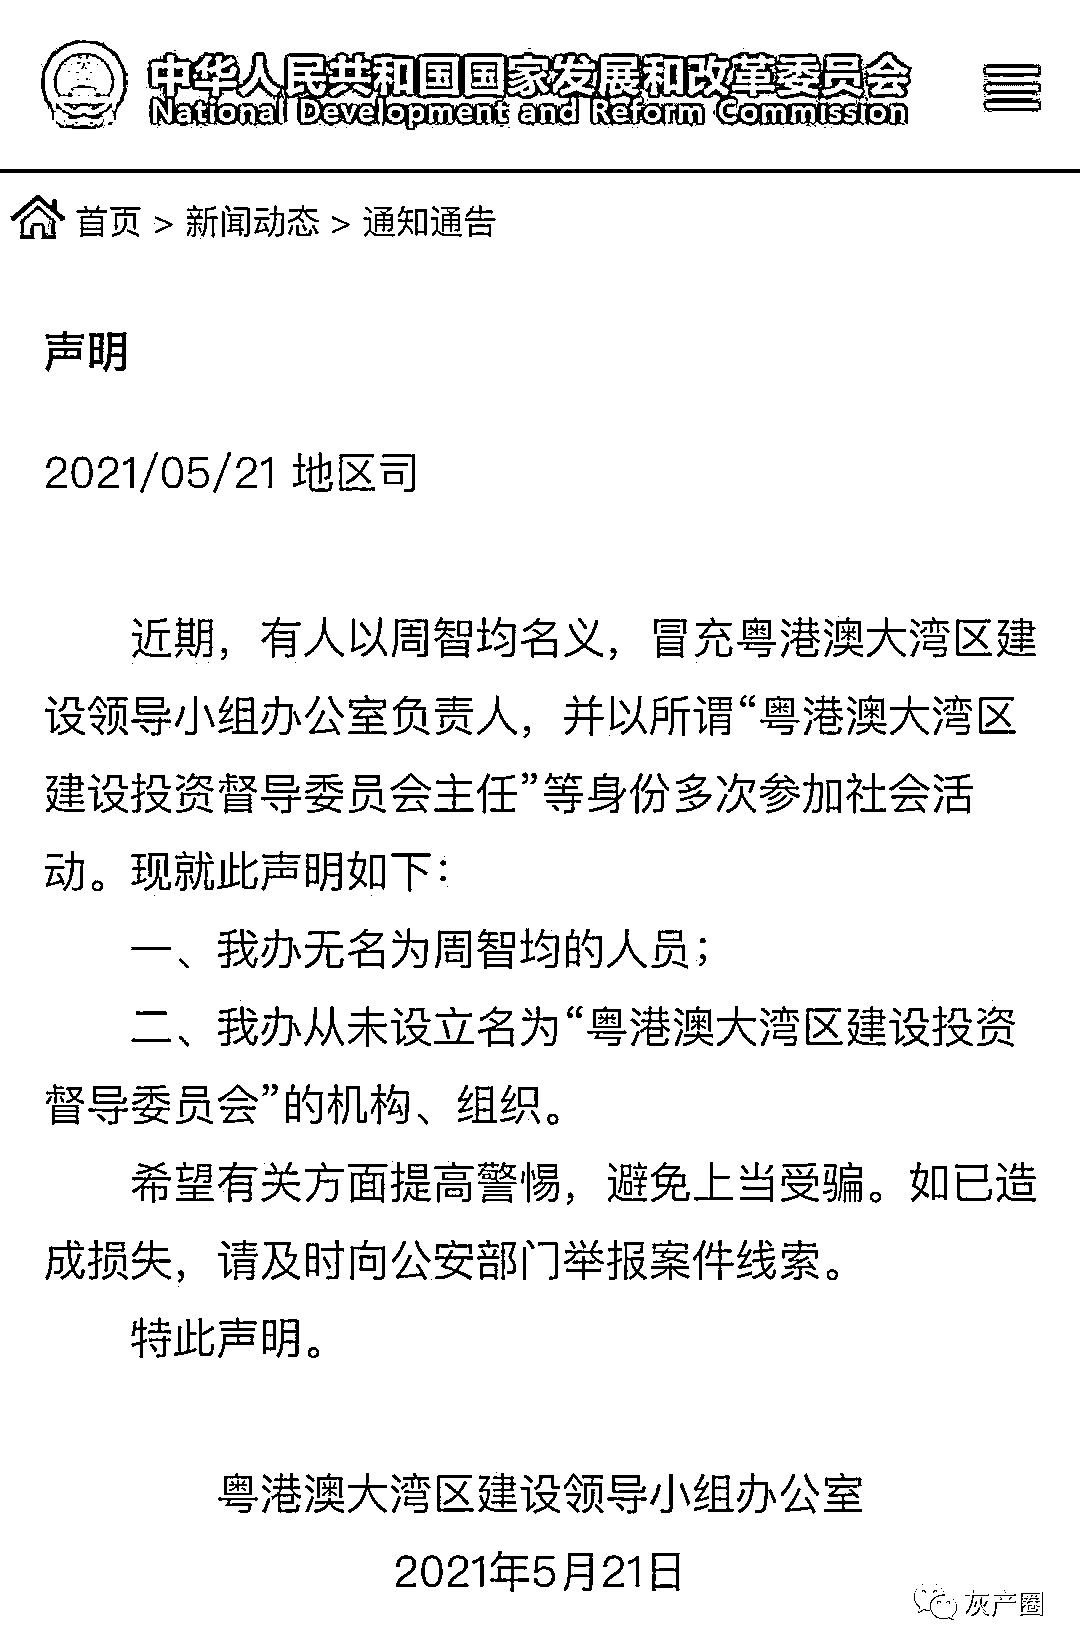 中华人民共和国国家发展和改革委员会
National Development and Reform Commission
首页 > 新闻动态 > 通知通告
声明
2021/05/21 地区司
近期，有人以周智均名义，冒充粤港澳大湾区建
设领导小组办公室负责人，并以所谓“粤港澳大湾区
建设投资督导委员会主任”等身份多次参加社会活
动。现就此声明如下：
一、我办无名为周智均的人员；
二、我办从未设立名为“粤港澳大湾区建设投资
督导委员会”的机构、组织。
希望有关方面提高警惕，避免上当受骗。如已造
成损失，请及时向公安部门举报案件线索。
特此声明。
粤港澳大湾区建设领导小组办公室
2021年5月21日
灰产圈